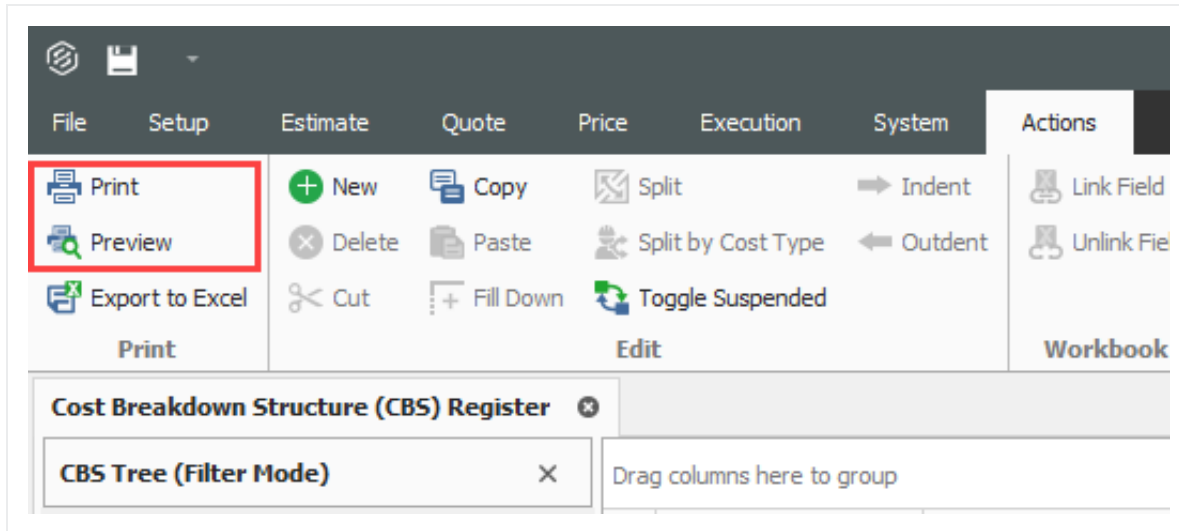 File Setup Estimate Quote Price Execution System Actions
Print New Copy Split Indent Link Field
Preview Delete Paste Split by Cost Type Outdent Unlink Fie
Export to Excel Cut Fill Down Toggle Suspended
Print Edit Workbook
Cost Breakdown Structure (CBS) Register
CBS Tree (Filter Mode) Drag columns here to group